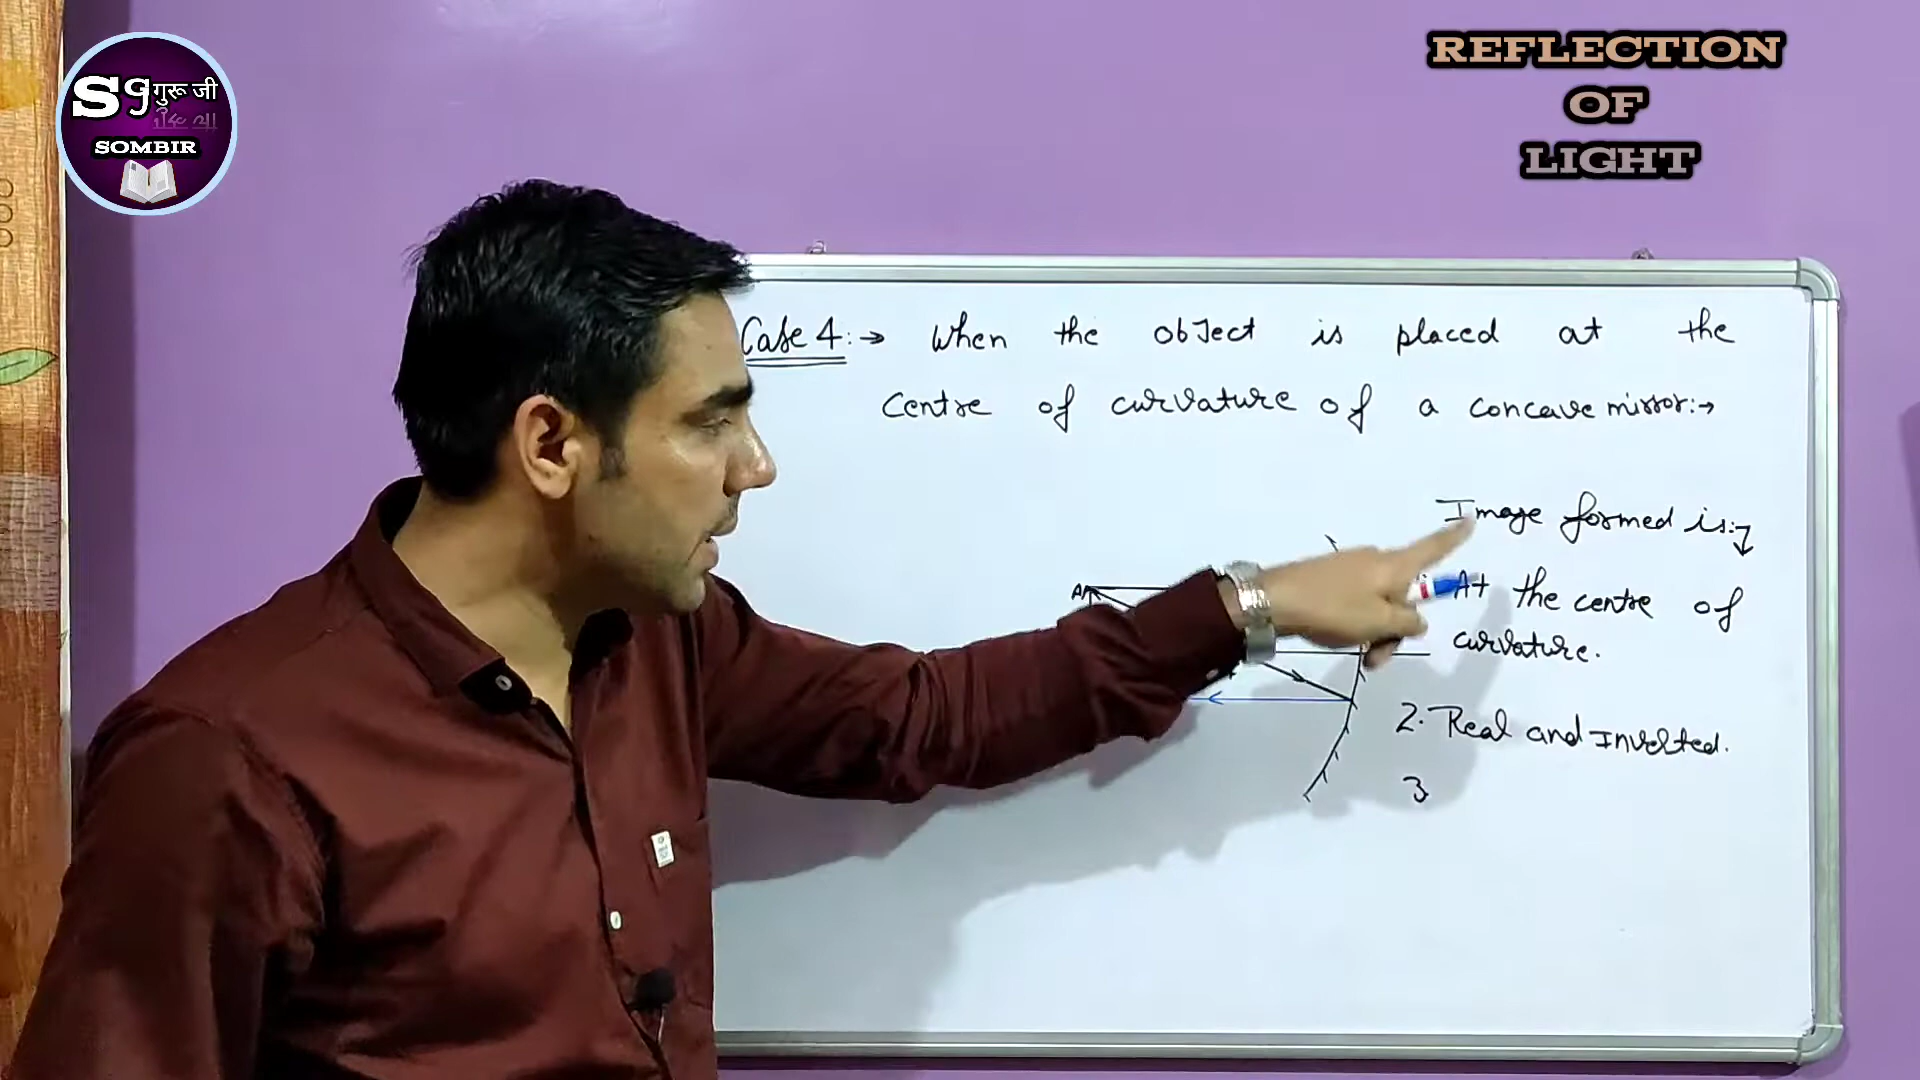 Sg गुरू जी
SOMBIR
REFLECTION
OF
LIGHT
Case 4:→ When the obJect is placed at the
Centre of curvature of a concave mirror:→
Image formed is:→
At the centre of
curvature.
2. Real and Inverted.
3
A